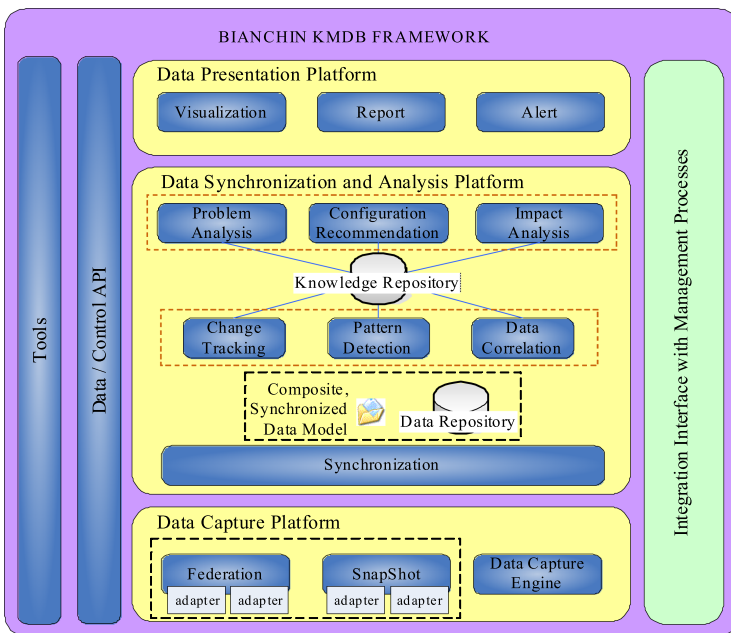 BIANCHIN KMDB FRAMEWORK
Tools
Data / Control API
Data Presentation Platform
Visualization
Report
Alert
Data Synchronization and Analysis Platform
Problem
Analysis
Configuration
Recommendation
Impact
Analysis
Knowledge Repository
Change
Tracking
Pattern
Detection
Data
Correlation
Composite,
Synchronized
Data Model
Data Repository
Synchronization
Data Capture Platform
Federation
adapter
adapter
SnapShot
adapter
adapter
Data Capture
Engine
Integration Interface with Management Processes